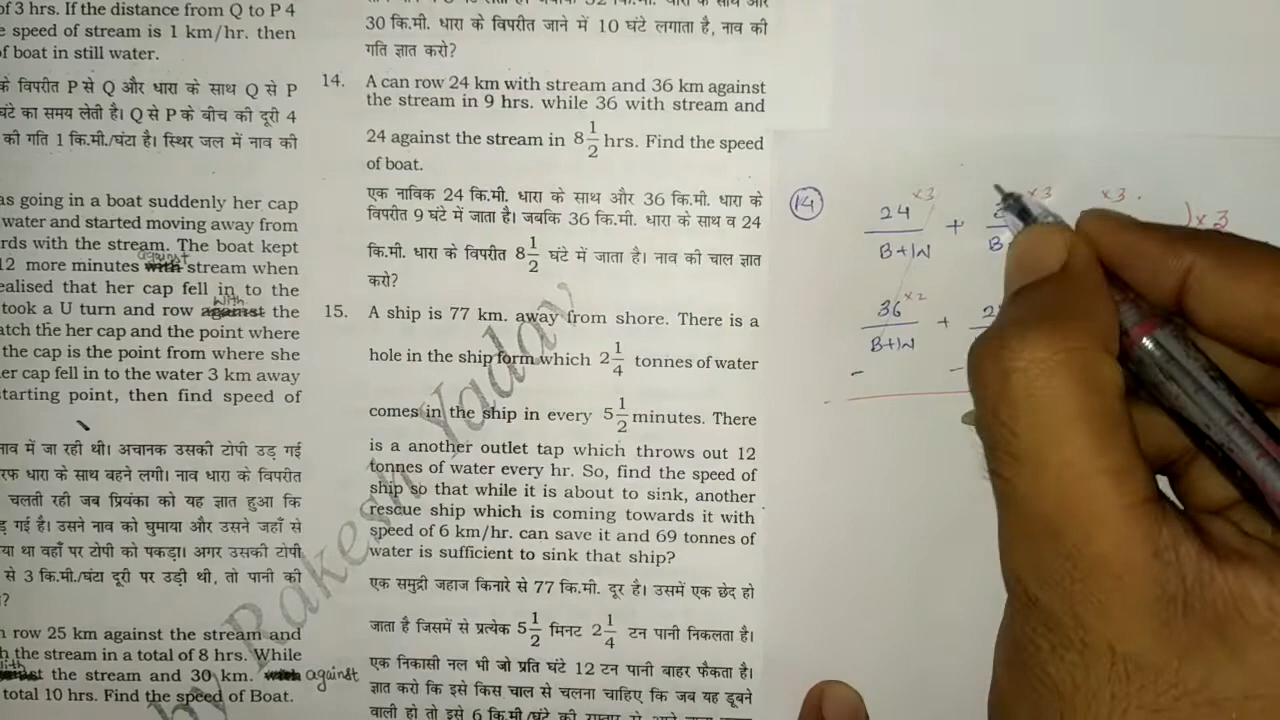 of 3 hrs. If the distance from Q to P 4
e speed of stream is 1 km/hr. then
of boat in still water.
के विपरीत P से Q और धारा के साथ Q से P
घंटे का समय लेती है। Q से P के बीच की दूरी 4
की गति 1 कि.मी./घंटा है। स्थिर जल में नाव की
as going in a boat suddenly her cap
water and started moving away from
rds with the stream. The boat kept
against
12 more minutes with stream when
ealised that her cap fell in to the
With
took a U turn and row against the
atch the her cap and the point where
the cap is the point from where she
er cap fell in to the water 3 km away
starting point, then find speed of
नाव में जा रही थी। अचानक उसकी टोपी उड़ गई
रफ धारा के साथ बहने लगी। नाव धारा के विपरीत
चलती रही जब प्रियंका को यह ज्ञात हुआ कि
ड़ गई है। उसने नाव को घुमाया और उसने जहाँ से
या था वहाँ पर टोपी को पकड़ा। अगर उसकी टोपी
से 3 कि.मी./घंटा दूरी पर उड़ी थी, तो पानी की
?
n row 25 km against the stream and
h the stream in a total of 8 hrs. While
the stream and 30 km. with against
total 10 hrs. Find the speed of Boat.
30 कि.मी. धारा के विपरीत जाने में 10 घंटे लगाता है, नाव की
गति ज्ञात करो?
14. A can row 24 km with stream and 36 km against
the stream in 9 hrs. while 36 with stream and
24 against the stream in 8 1/2 hrs. Find the speed
of boat.
एक नाविक 24 कि.मी. धारा के साथ और 36 कि.मी. धारा के
विपरीत 9 घंटे में जाता है। जबकि 36 कि.मी. धारा के साथ व 24
कि.मी. धारा के विपरीत 8 1/2 घंटे में जाता है। नाव की चाल ज्ञात
करो?
15. A ship is 77 km. away from shore. There is a
hole in the ship form which 2 1/4 tonnes of water
comes in the ship in every 5 1/2 minutes. There
is a another outlet tap which throws out 12
tonnes of water every hr. So, find the speed of
ship so that while it is about to sink, another
rescue ship which is coming towards it with
speed of 6 km/hr. can save it and 69 tonnes of
water is sufficient to sink that ship?
एक समुद्री जहाज किनारे से 77 कि.मी. दूर है। उसमें एक छेद हो
जाता है जिसमें से प्रत्येक 5 1/2 मिनट 2 1/4 टन पानी निकलता है।
एक निकासी नल भी जो प्रति घंटे 12 टन पानी बाहर फैकता है।
ज्ञात करो कि इसे किस चाल से चलना चाहिए कि जब यह डूबने
वाली हो तो इसे 6 कि.मी./घंटे की
by Rakesh Yadav
14
×3 ×3 ×3
24 + )×3
B+W B
36 ×2 + 2
B+W
- -